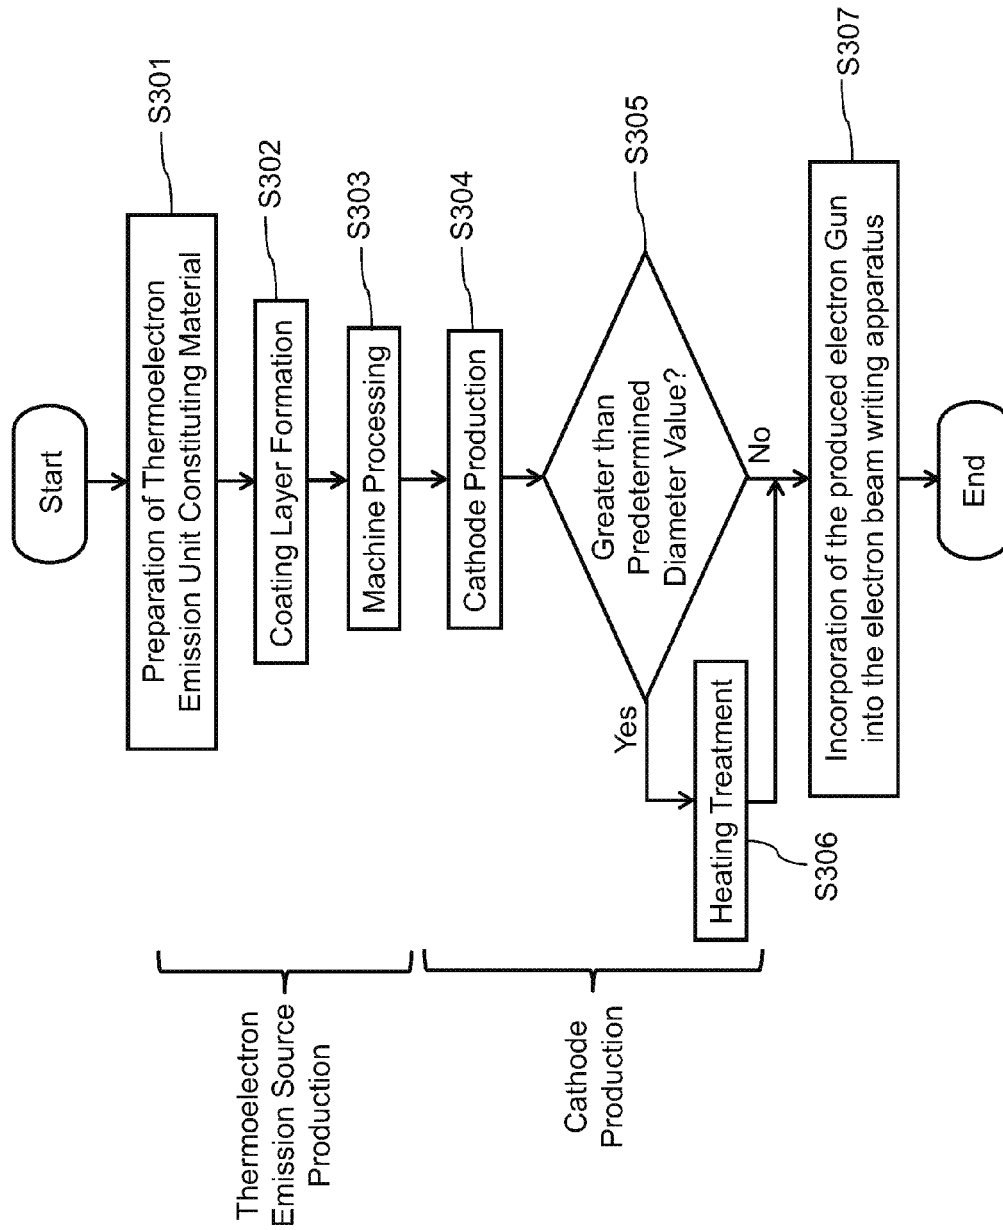 Start
Preparation of Thermoelectron
Emission Unit Constituting Material
S301
Coating Layer Formation
S302
Machine Processing
S303
Cathode Production
S304
Greater than
Predetermined
Diameter Value?
S305
Yes
No
Heating Treatment
S306
Incorporation of the produced electron Gun
into the electron beam writing apparatus
S307
End
Thermoelectron
Emission Source
Production
Cathode
Production